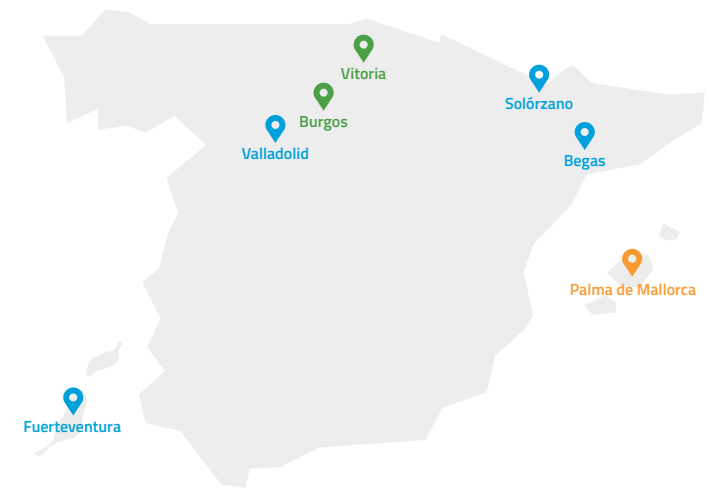 Vitoria
Solórzano
Burgos
Valladolid
Begas
Palma de Mallorca
Fuerteventura